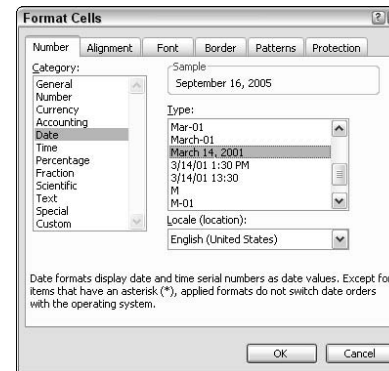 Format Cells
Number Alignment Font Border Patterns Protection
Category:
General
Number
Currency
Accounting
Date
Time
Percentage
Fraction
Scientific
Text
Special
Custom
Sample
September 16, 2005
Type:
Mar-01
March-01
March 14, 2001
3/14/01 1:30 PM
3/14/01 13:30
M
M-01
Locale (location):
English (United States)
Date formats display date and time serial numbers as date values. Except for
items that have an asterisk (*), applied formats do not switch date orders
with the operating system.
OK Cancel